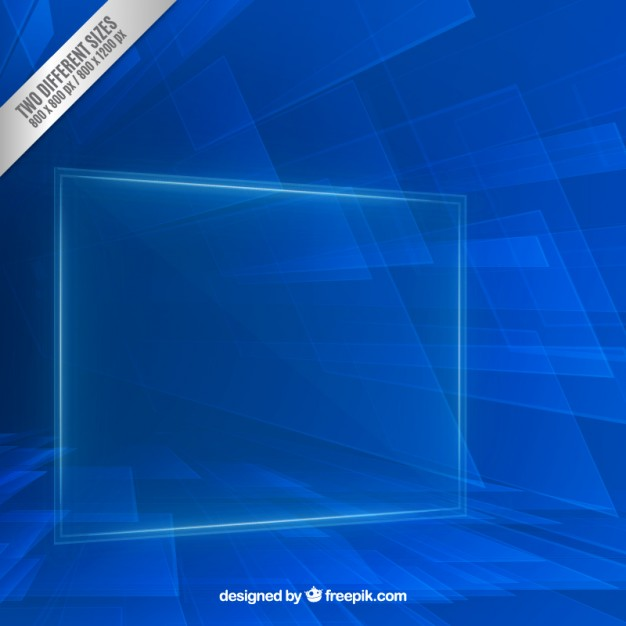 TWO DIFFERENT SIZES
800 x 800 px / 800 x 1200 px
designed by freepik.com